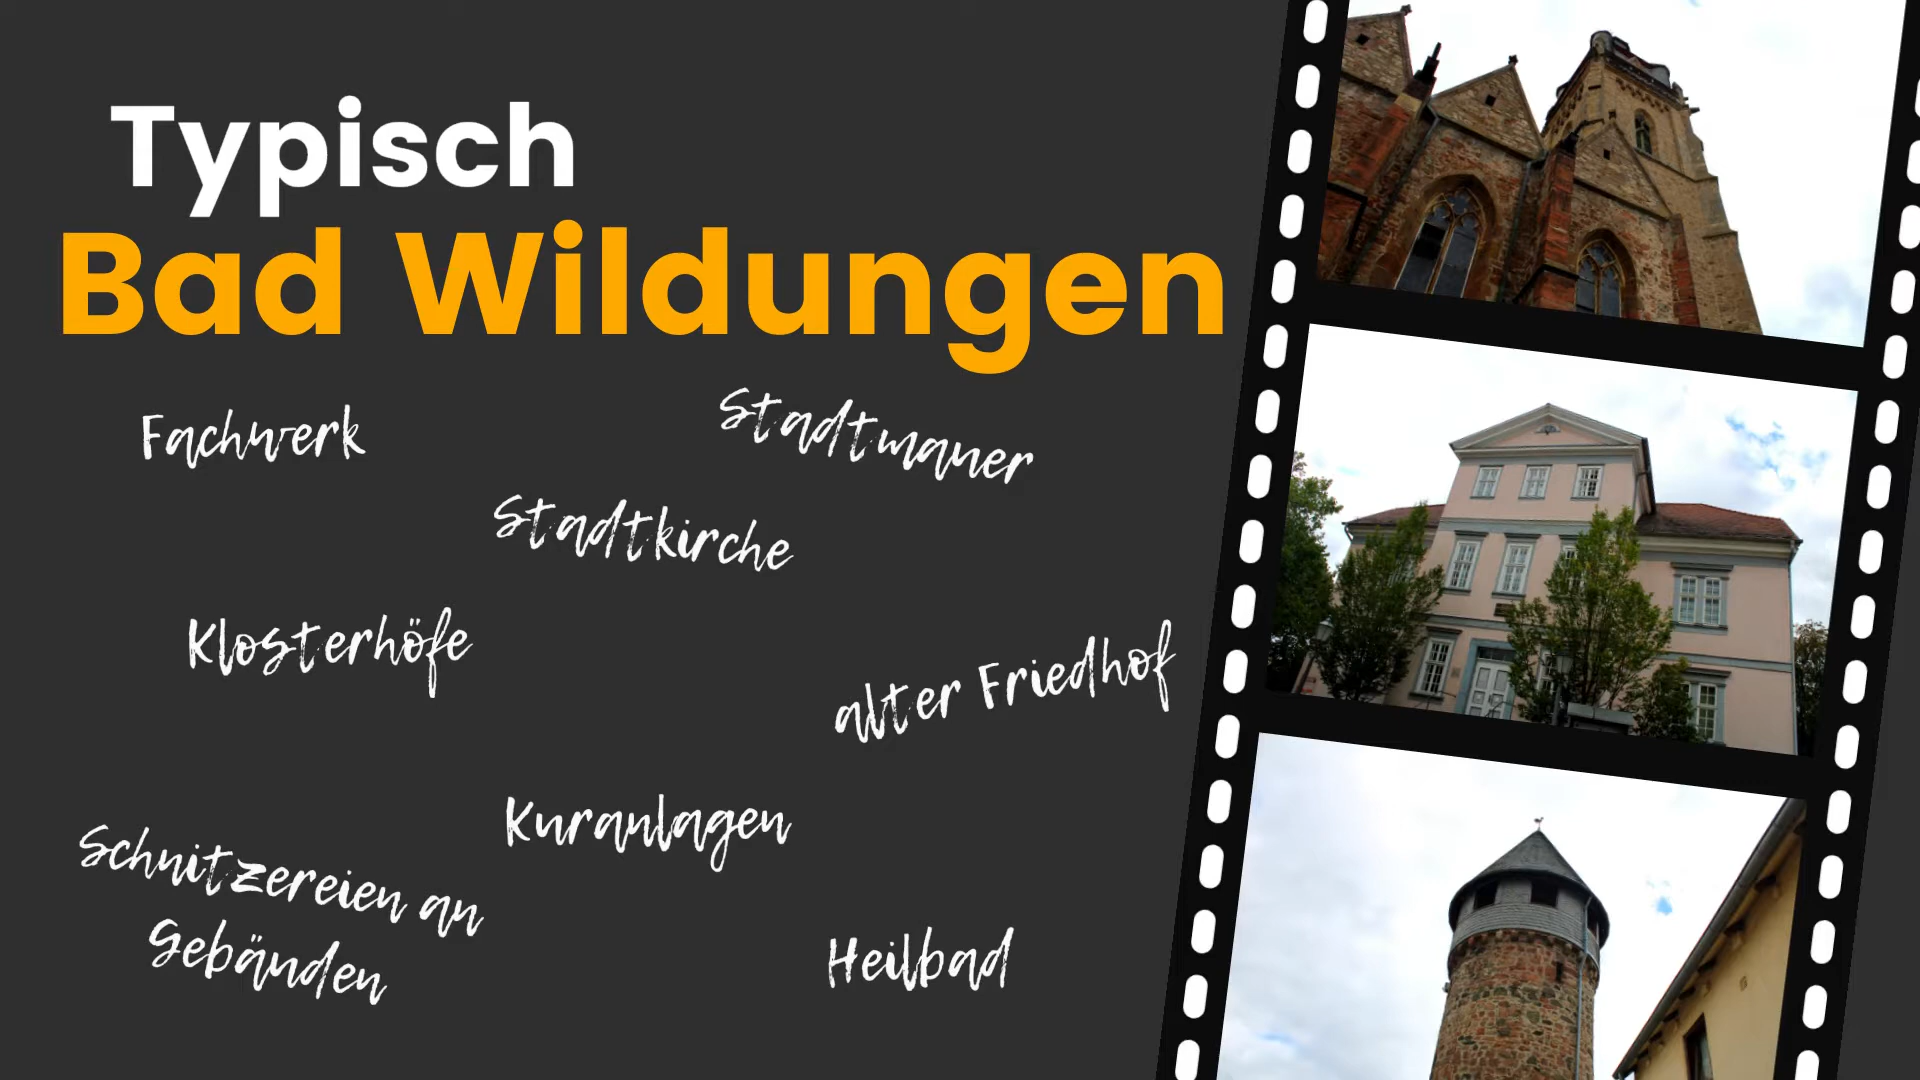 Typisch
Bad Wildungen
Fachwerk
Stadtmauer
Stadtkirche
Klosterhöfe
alter Friedhof
Kuranlagen
Schnitzereien an
Gebäuden
Heilbad